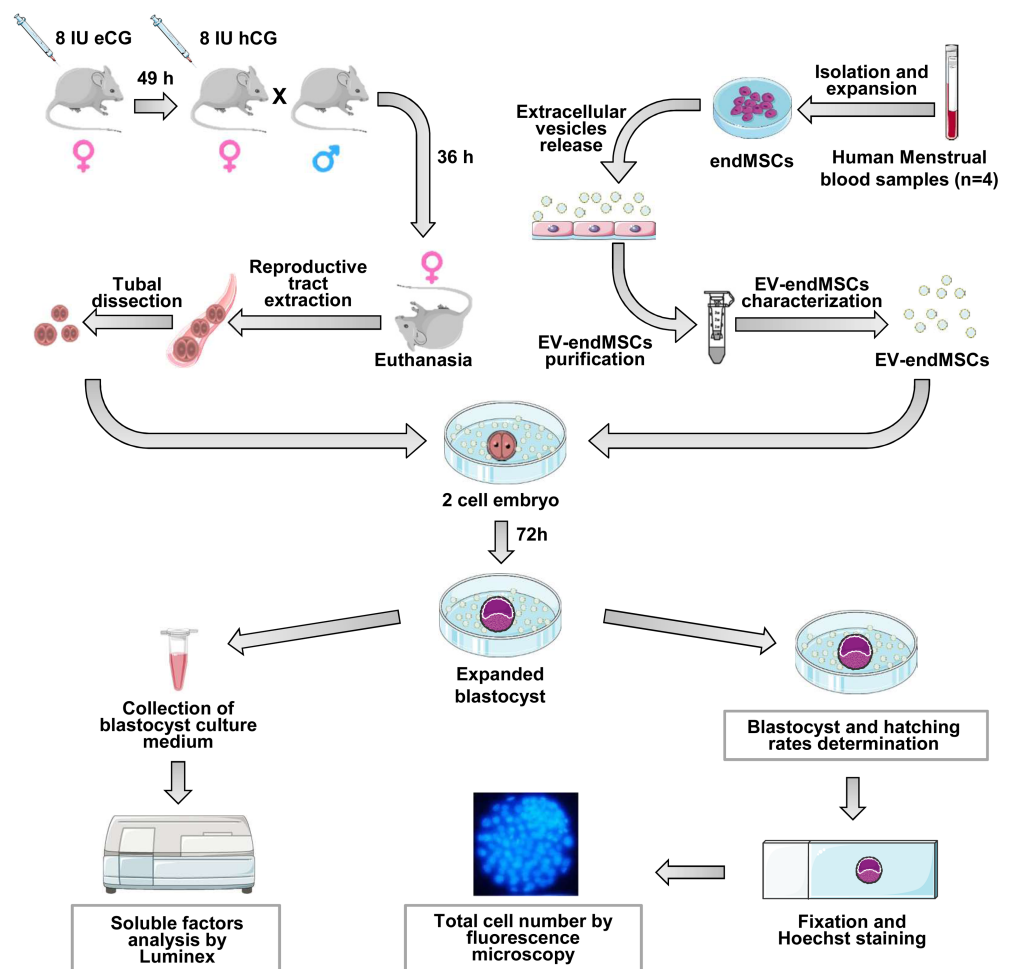 8 IU eCG
49 h
8 IU hCG
X
36 h
Isolation and
expansion
Human Menstrual
blood samples (n=4)
endMSCs
Extracellular
vesicles
release
EV-endMSCs
purification
EV-endMSCs
characterization
EV-endMSCs
Euthanasia
Reproductive
tract
extraction
Tubal
dissection
2 cell embryo
72h
Expanded
blastocyst
Collection of
blastocyst culture
medium
Soluble factors
analysis by
Luminex
Blastocyst and hatching
rates determination
Fixation and
Hoechst staining
Total cell number by
fluorescence
microscopy